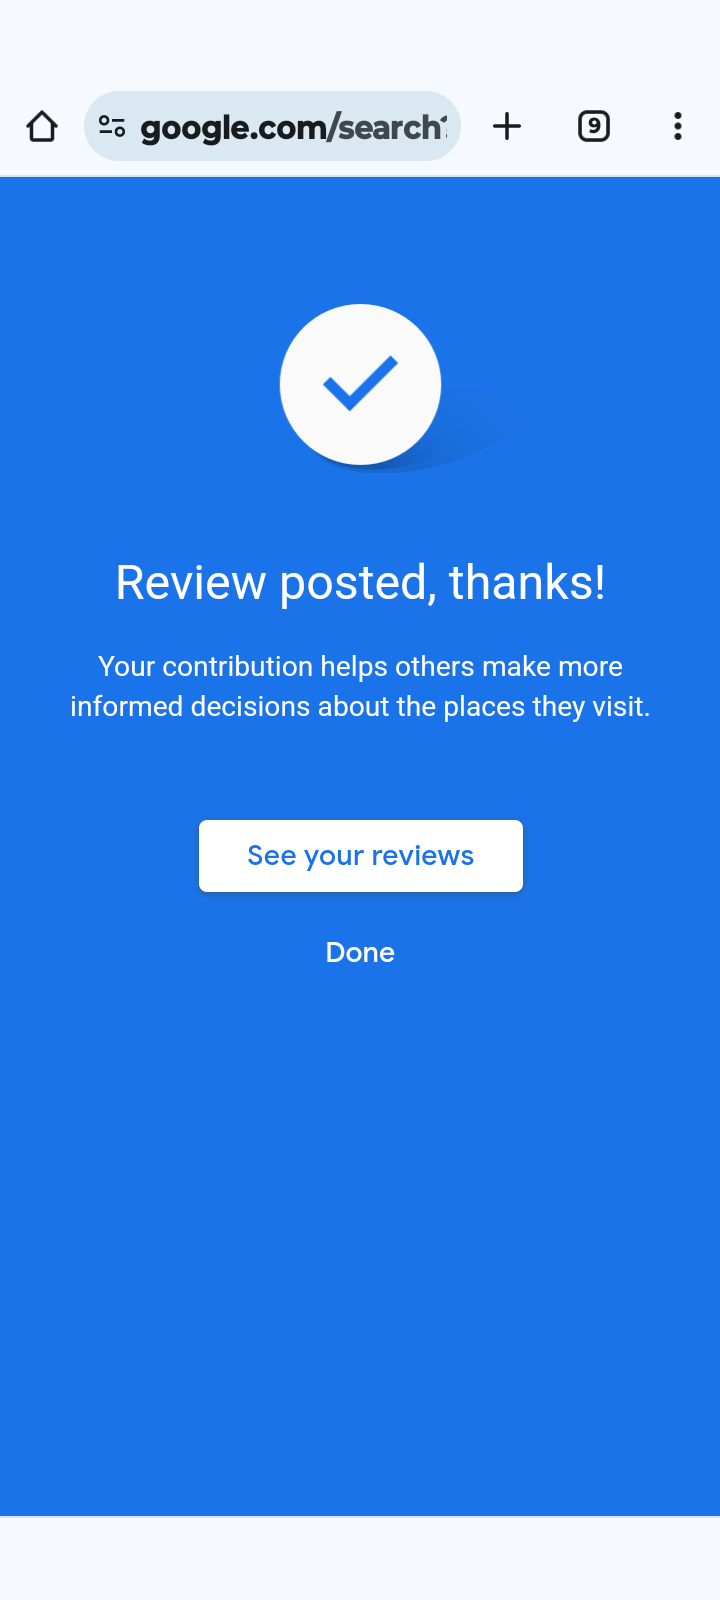 google.com/search
9
Review posted, thanks!
Your contribution helps others make more
informed decisions about the places they visit.
See your reviews
Done